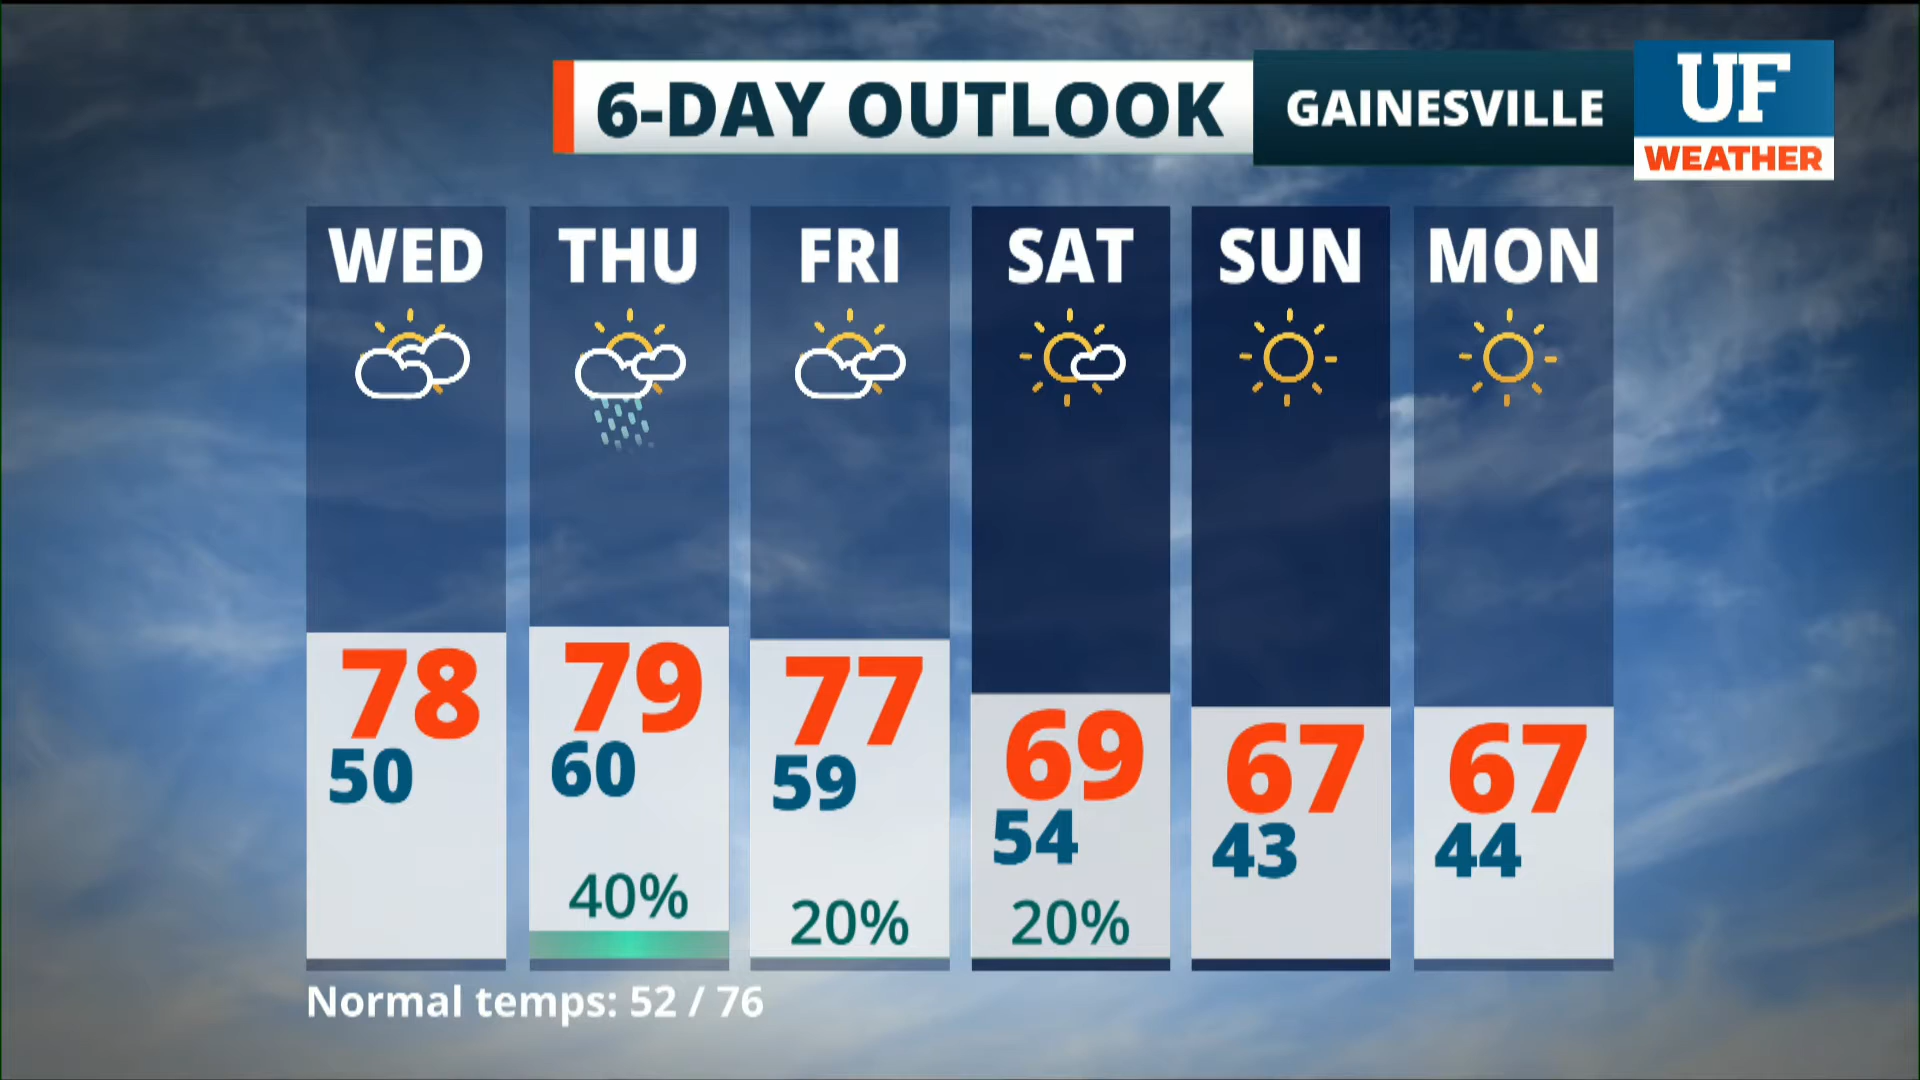 6-DAY OUTLOOK
GAINESVILLE
UF
WEATHER
WED THU FRI SAT SUN MON
78 79 77 69 67 67
50 60 59 54 43 44
40% 20% 20%
Normal temps: 52 / 76